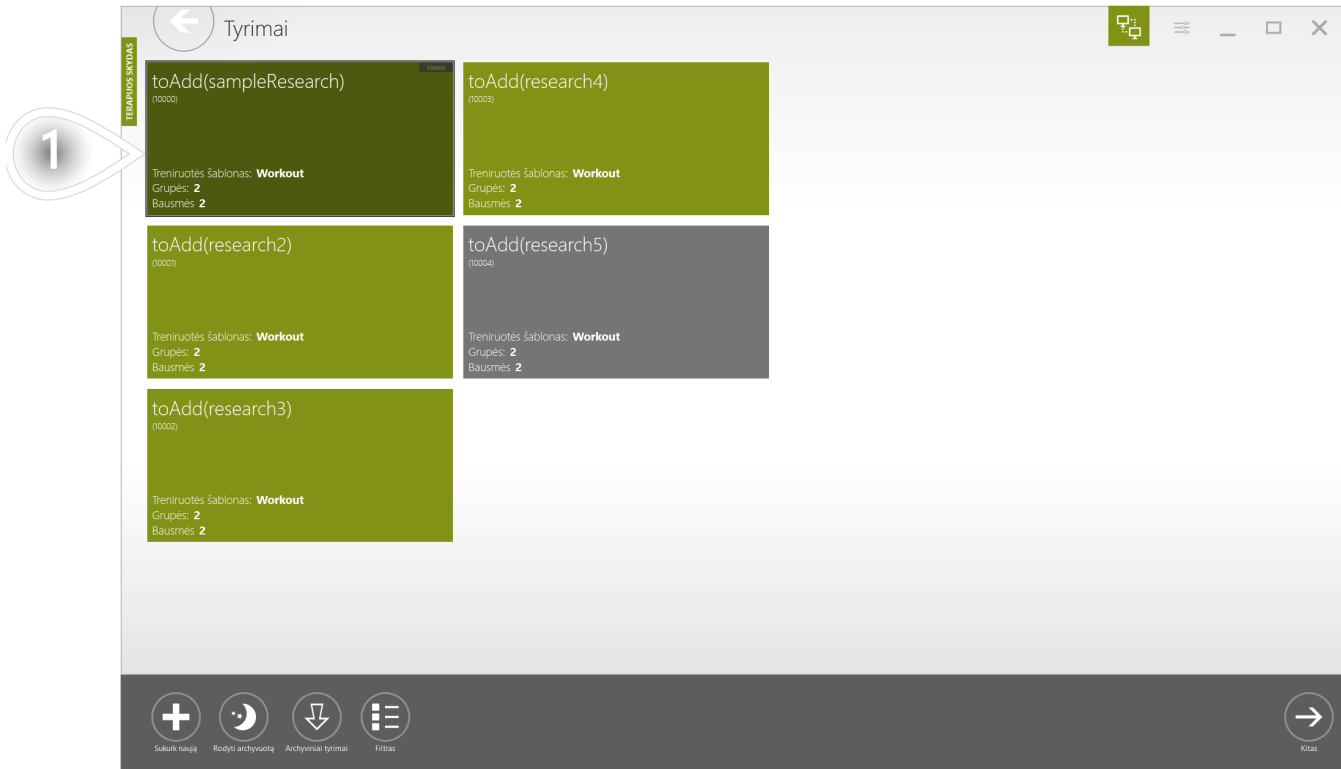 Tyrimai
TERAPIJOS SKYDAS
1
toAdd(sampleResearch)
(10000)
Treniruotės šablonas: Workout
Grupės: 2
Bausmės 2
toAdd(research4)
(10003)
Treniruotės šablonas: Workout
Grupės: 2
Bausmės 2
toAdd(research2)
(10001)
Treniruotės šablonas: Workout
Grupės: 2
Bausmės 2
toAdd(research5)
(10004)
Treniruotės šablonas: Workout
Grupės: 2
Bausmės 2
toAdd(research3)
(10002)
Treniruotės šablonas: Workout
Grupės: 2
Bausmės 2
Sukurk naują
Rodyti archyvuotą
Archyviniai tyrimai
Filtras
Kitas